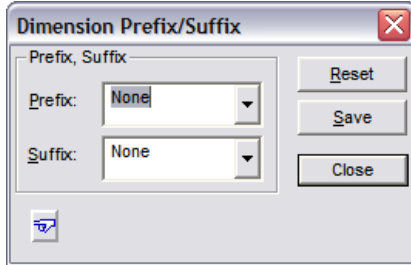 Dimension Prefix/Suffix
Prefix, Suffix
Prefix: None
Suffix: None
Reset
Save
Close